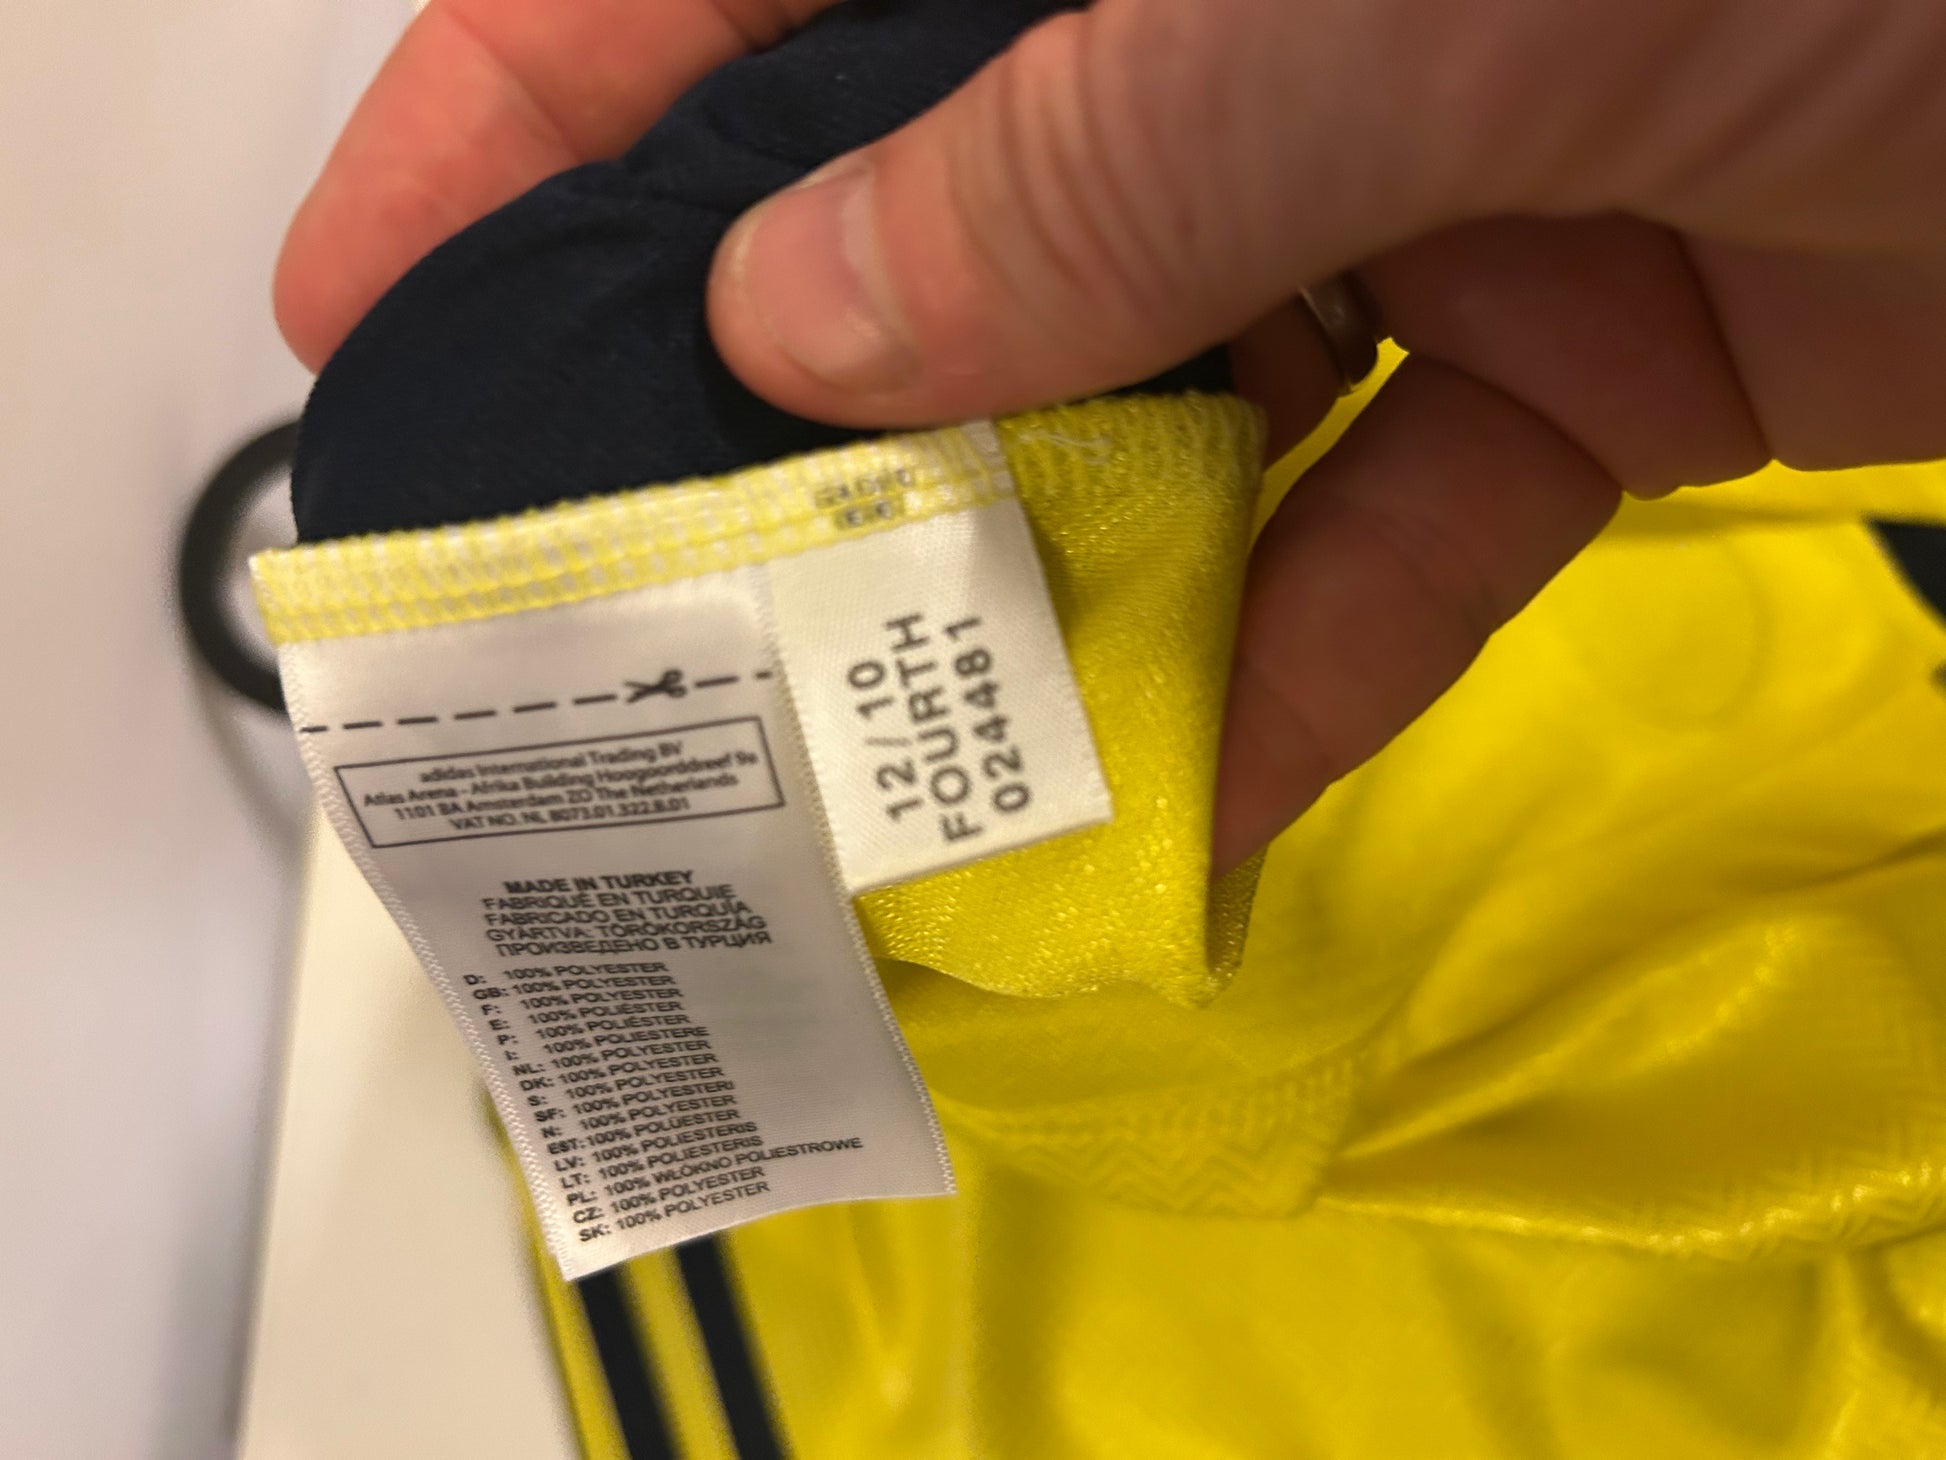 adidas International Trading BV
Atlas Arena - Afrika Building Hoogoorddreef 9a
1101 BA Amsterdam ZO The Netherlands
VAT NO. NL 8073.01.322.B.01
MADE IN TURKEY
FABRIQUÉ EN TURQUIE
FABRICADO EN TURQUÍA
GYÁRTVA: TÖRÖKORSZÁG
ПРОИЗВЕДЕНО В ТУРЦИЯ
D: 100% POLYESTER
GB: 100% POLYESTER
F: 100% POLYESTER
E: 100% POLIÉSTER
P: 100% POLIÉSTER
I: 100% POLIESTERE
NL: 100% POLYESTER
DK: 100% POLYESTER
S: 100% POLYESTER
SF: 100% POLYESTERI
N: 100% POLYESTER
EST: 100% POLÜESTER
LV: 100% POLIESTERIS
LT: 100% POLIESTERIS
PL: 100% WŁÓKNO POLIESTROWE
CZ: 100% POLYESTER
SK: 100% POLYESTER
12/10
FOURTH
024481